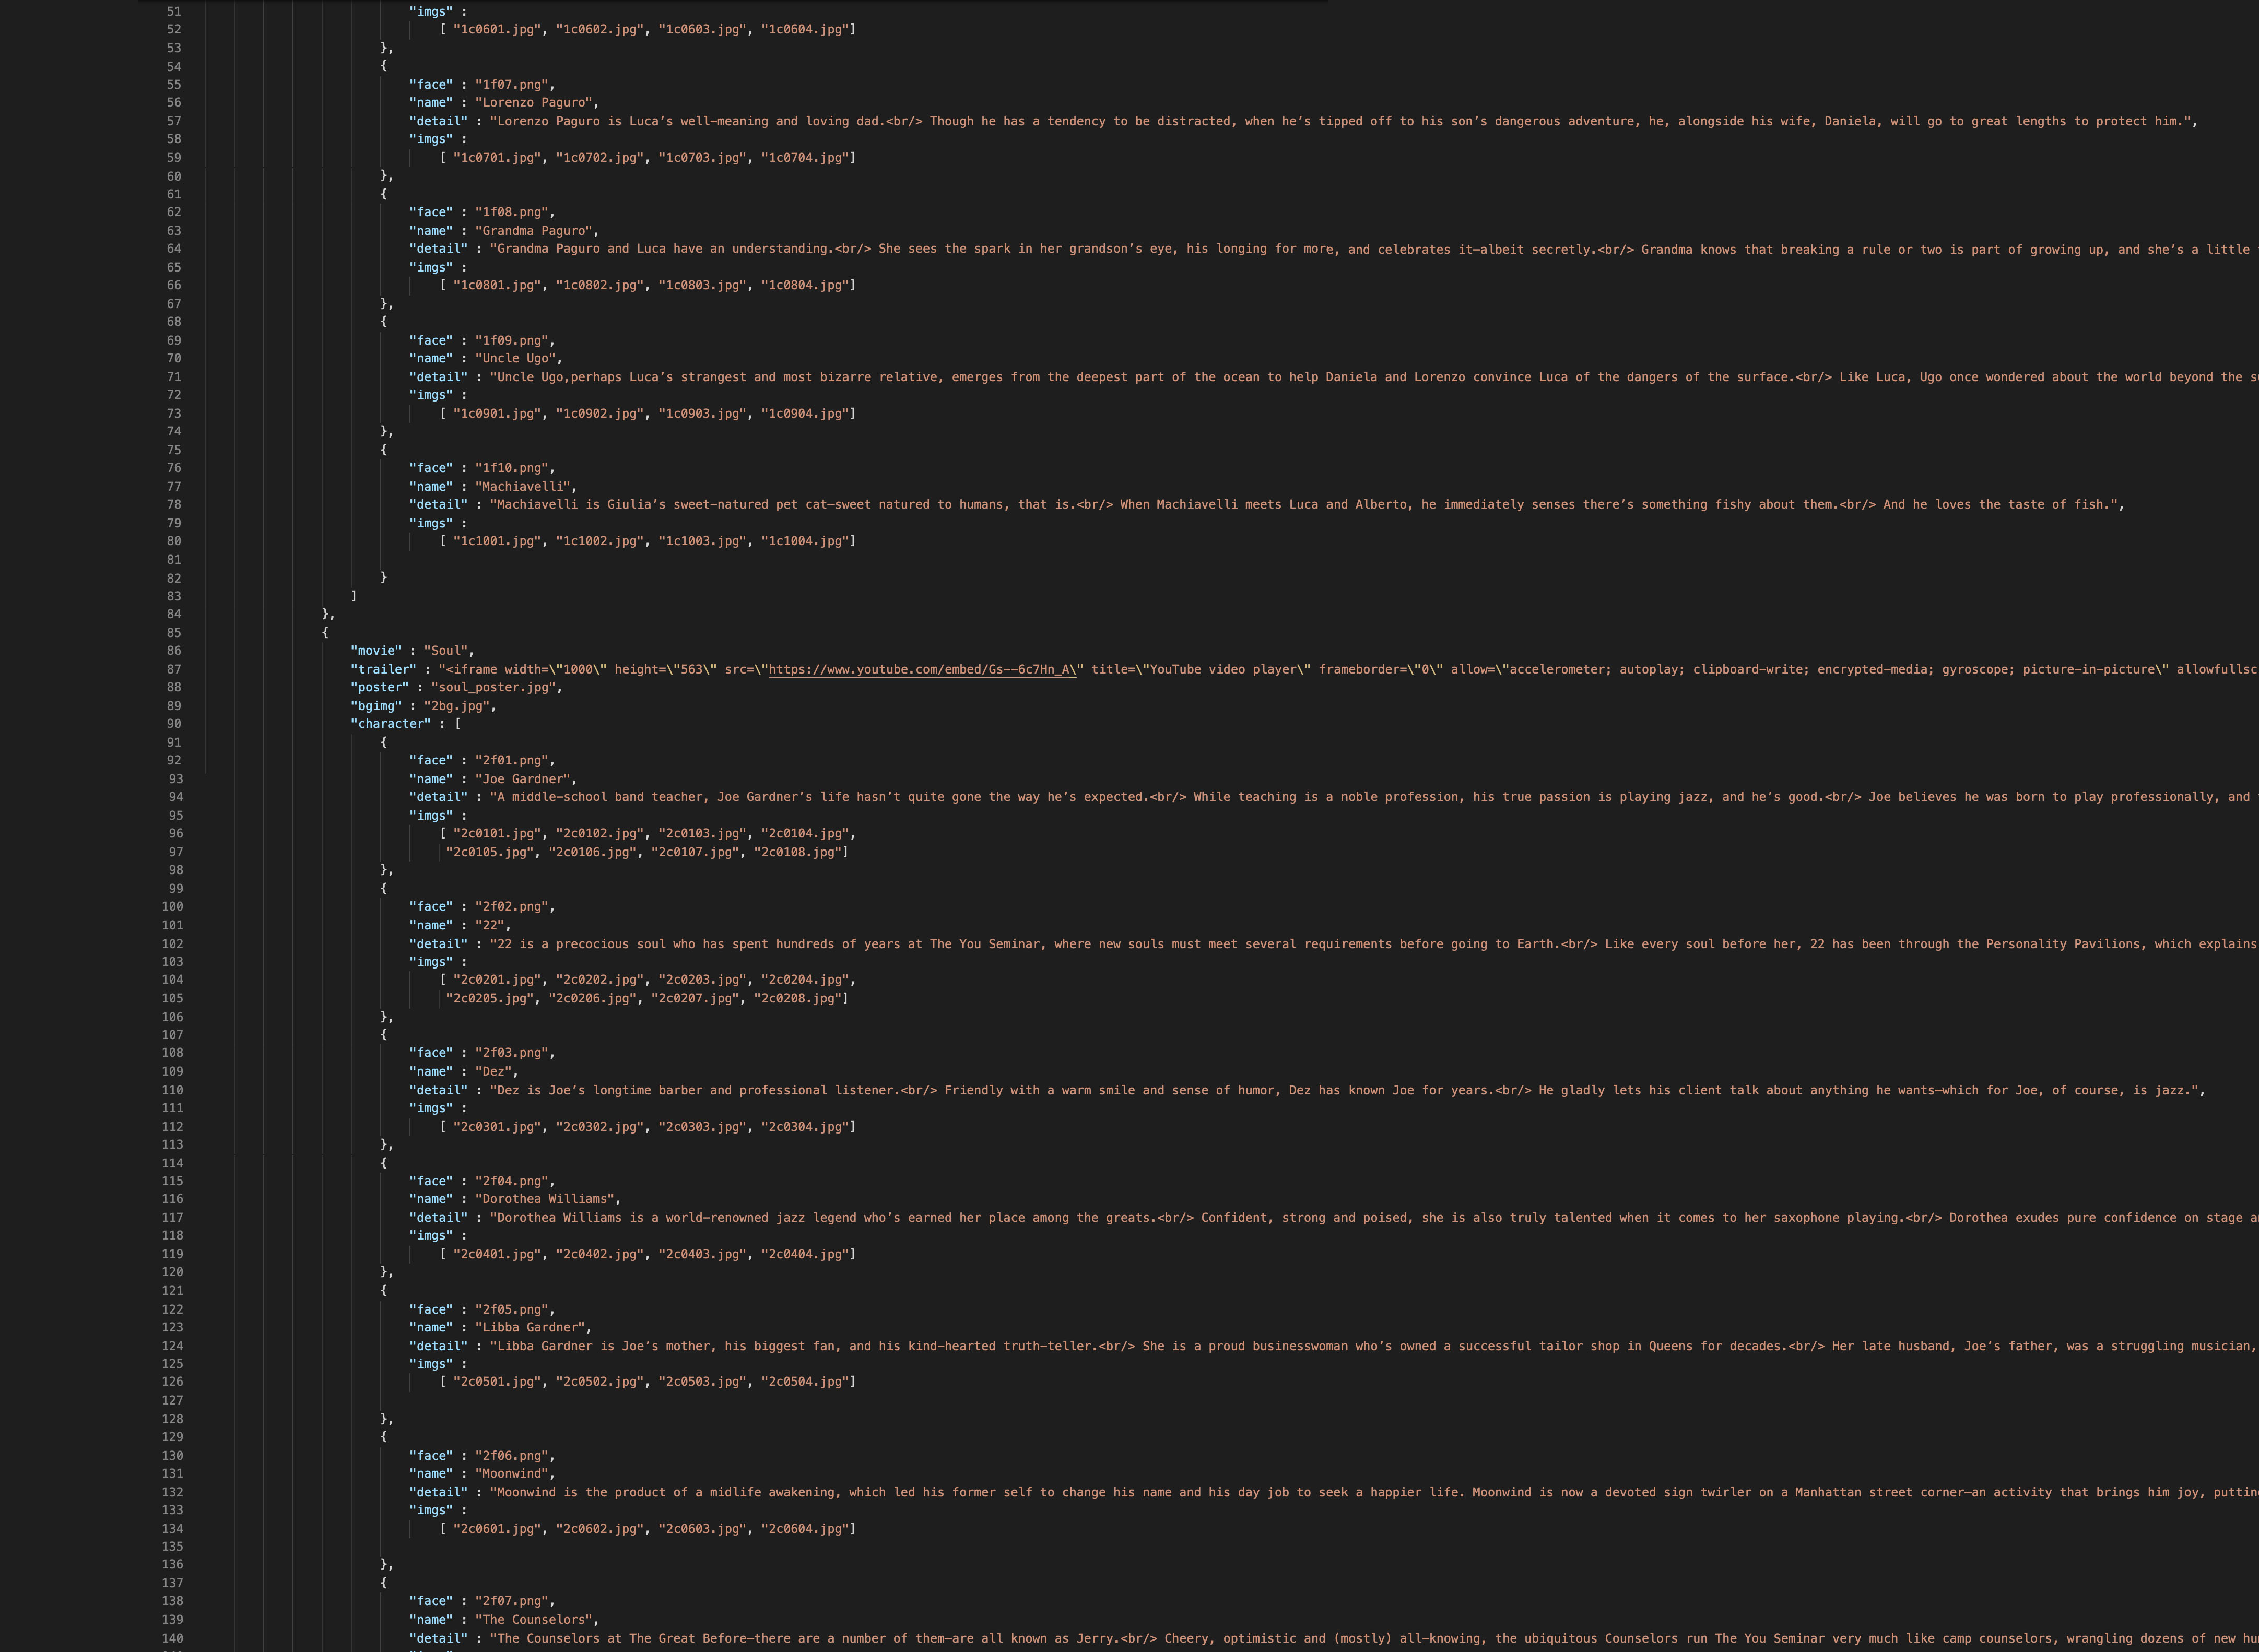 51 "imgs" :
52 [ "1c0601.jpg", "1c0602.jpg", "1c0603.jpg", "1c0604.jpg"]
53 },
54 {
55 "face" : "1f07.png",
56 "name" : "Lorenzo Paguro",
57 "detail" : "Lorenzo Paguro is Luca’s well-meaning and loving dad.<br/> Though he has a tendency to be distracted, when he’s tipped off to his son’s dangerous adventure, he, alongside his wife, Daniela, will go to great lengths to protect him.",
58 "imgs" :
59 [ "1c0701.jpg", "1c0702.jpg", "1c0703.jpg", "1c0704.jpg"]
60 },
61 {
62 "face" : "1f08.png",
63 "name" : "Grandma Paguro",
64 "detail" : "Grandma Paguro and Luca have an understanding.<br/> She sees the spark in her grandson’s eye, his longing for more, and celebrates it—albeit secretly.<br/> Grandma knows that breaking a rule or two is part of growing up, and she’s a little
65 "imgs" :
66 [ "1c0801.jpg", "1c0802.jpg", "1c0803.jpg", "1c0804.jpg"]
67 },
68 {
69 "face" : "1f09.png",
70 "name" : "Uncle Ugo",
71 "detail" : "Uncle Ugo,perhaps Luca’s strangest and most bizarre relative, emerges from the deepest part of the ocean to help Daniela and Lorenzo convince Luca of the dangers of the surface.<br/> Like Luca, Ugo once wondered about the world beyond the
72 "imgs" :
73 [ "1c0901.jpg", "1c0902.jpg", "1c0903.jpg", "1c0904.jpg"]
74 },
75 {
76 "face" : "1f10.png",
77 "name" : "Machiavelli",
78 "detail" : "Machiavelli is Giulia’s sweet-natured pet cat—sweet natured to humans, that is.<br/> When Machiavelli meets Luca and Alberto, he immediately senses there’s something fishy about them.<br/> And he loves the taste of fish.",
79 "imgs" :
80 [ "1c1001.jpg", "1c1002.jpg", "1c1003.jpg", "1c1004.jpg"]
81
82 }
83 ]
84 },
85 {
86 "movie" : "Soul",
87 "trailer" : "<iframe width=\"1000\" height=\"563\" src=\"https://www.youtube.com/embed/Gs--6c7Hn_A\" title=\"YouTube video player\" frameborder=\"0\" allow=\"accelerometer; autoplay; clipboard-write; encrypted-media; gyroscope; picture-in-picture\" allowfullsc
88 "poster" : "soul_poster.jpg",
89 "bgimg" : "2bg.jpg",
90 "character" : [
91 {
92 "face" : "2f01.png",
93 "name" : "Joe Gardner",
94 "detail" : "A middle-school band teacher, Joe Gardner’s life hasn’t quite gone the way he’s expected.<br/> While teaching is a noble profession, his true passion is playing jazz, and he’s good.<br/> Joe believes he was born to play professionally, and
95 "imgs" :
96 [ "2c0101.jpg", "2c0102.jpg", "2c0103.jpg", "2c0104.jpg",
97 "2c0105.jpg", "2c0106.jpg", "2c0107.jpg", "2c0108.jpg"]
98 },
99 {
100 "face" : "2f02.png",
101 "name" : "22",
102 "detail" : "22 is a precocious soul who has spent hundreds of years at The You Seminar, where new souls must meet several requirements before going to Earth.<br/> Like every soul before her, 22 has been through the Personality Pavilions, which explains
103 "imgs" :
104 [ "2c0201.jpg", "2c0202.jpg", "2c0203.jpg", "2c0204.jpg",
105 "2c0205.jpg", "2c0206.jpg", "2c0207.jpg", "2c0208.jpg"]
106 },
107 {
108 "face" : "2f03.png",
109 "name" : "Dez",
110 "detail" : "Dez is Joe’s longtime barber and professional listener.<br/> Friendly with a warm smile and sense of humor, Dez has known Joe for years.<br/> He gladly lets his client talk about anything he wants—which for Joe, of course, is jazz.",
111 "imgs" :
112 [ "2c0301.jpg", "2c0302.jpg", "2c0303.jpg", "2c0304.jpg"]
113 },
114 {
115 "face" : "2f04.png",
116 "name" : "Dorothea Williams",
117 "detail" : "Dorothea Williams is a world-renowned jazz legend who’s earned her place among the greats.<br/> Confident, strong and poised, she is also truly talented when it comes to her saxophone playing.<br/> Dorothea exudes pure confidence on stage
118 "imgs" :
119 [ "2c0401.jpg", "2c0402.jpg", "2c0403.jpg", "2c0404.jpg"]
120 },
121 {
122 "face" : "2f05.png",
123 "name" : "Libba Gardner",
124 "detail" : "Libba Gardner is Joe’s mother, his biggest fan, and his kind-hearted truth-teller.<br/> She is a proud businesswoman who’s owned a successful tailor shop in Queens for decades.<br/> Her late husband, Joe’s father, was a struggling musician,
125 "imgs" :
126 [ "2c0501.jpg", "2c0502.jpg", "2c0503.jpg", "2c0504.jpg"]
127
128 },
129 {
130 "face" : "2f06.png",
131 "name" : "Moonwind",
132 "detail" : "Moonwind is the product of a midlife awakening, which led his former self to change his name and his day job to seek a happier life. Moonwind is now a devoted sign twirler on a Manhattan street corner—an activity that brings him joy, puttin
133 "imgs" :
134 [ "2c0601.jpg", "2c0602.jpg", "2c0603.jpg", "2c0604.jpg"]
135
136 },
137 {
138 "face" : "2f07.png",
139 "name" : "The Counselors",
140 "detail" : "The Counselors at The Great Before—there are a number of them—are all known as Jerry.<br/> Cheery, optimistic and (mostly) all-knowing, the ubiquitous Counselors run The You Seminar very much like camp counselors, wrangling dozens of new hu